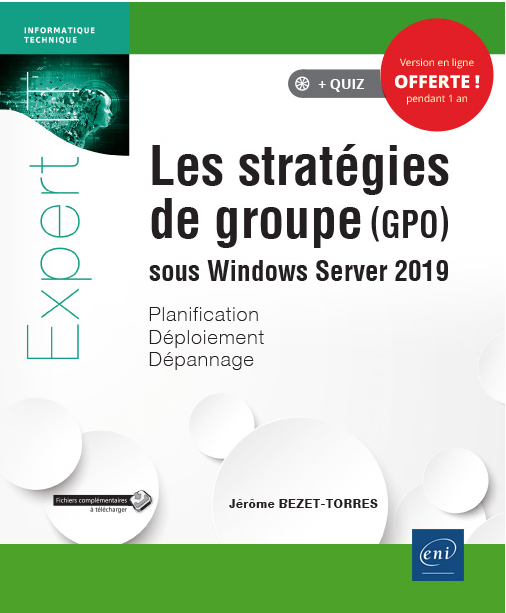 INFORMATIQUE
TECHNIQUE
Version en ligne
OFFERTE !
pendant 1 an
+ QUIZ
Expert IT
Les stratégies
de groupe (GPO)
sous Windows Server 2019
Planification
Déploiement
Dépannage
Fichiers complémentaires
à télécharger
Jérôme BEZET-TORRES
eni